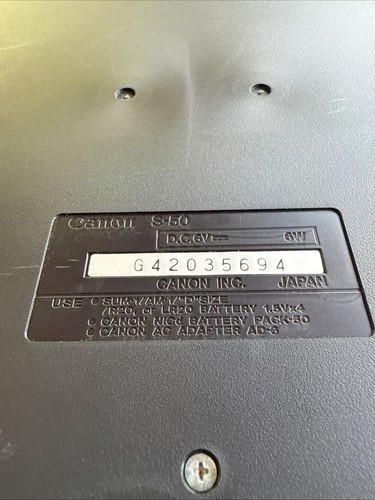 Canon S-50
D.C.6V⎓ 6W
G42035694
CANON INC. JAPAN
USE • SUM-1/AM-1/"D"SIZE
/R20, or LR20 BATTERY 1.5V×4
• CANON NiCd BATTERY PACK-50
• CANON AC ADAPTER AD-3